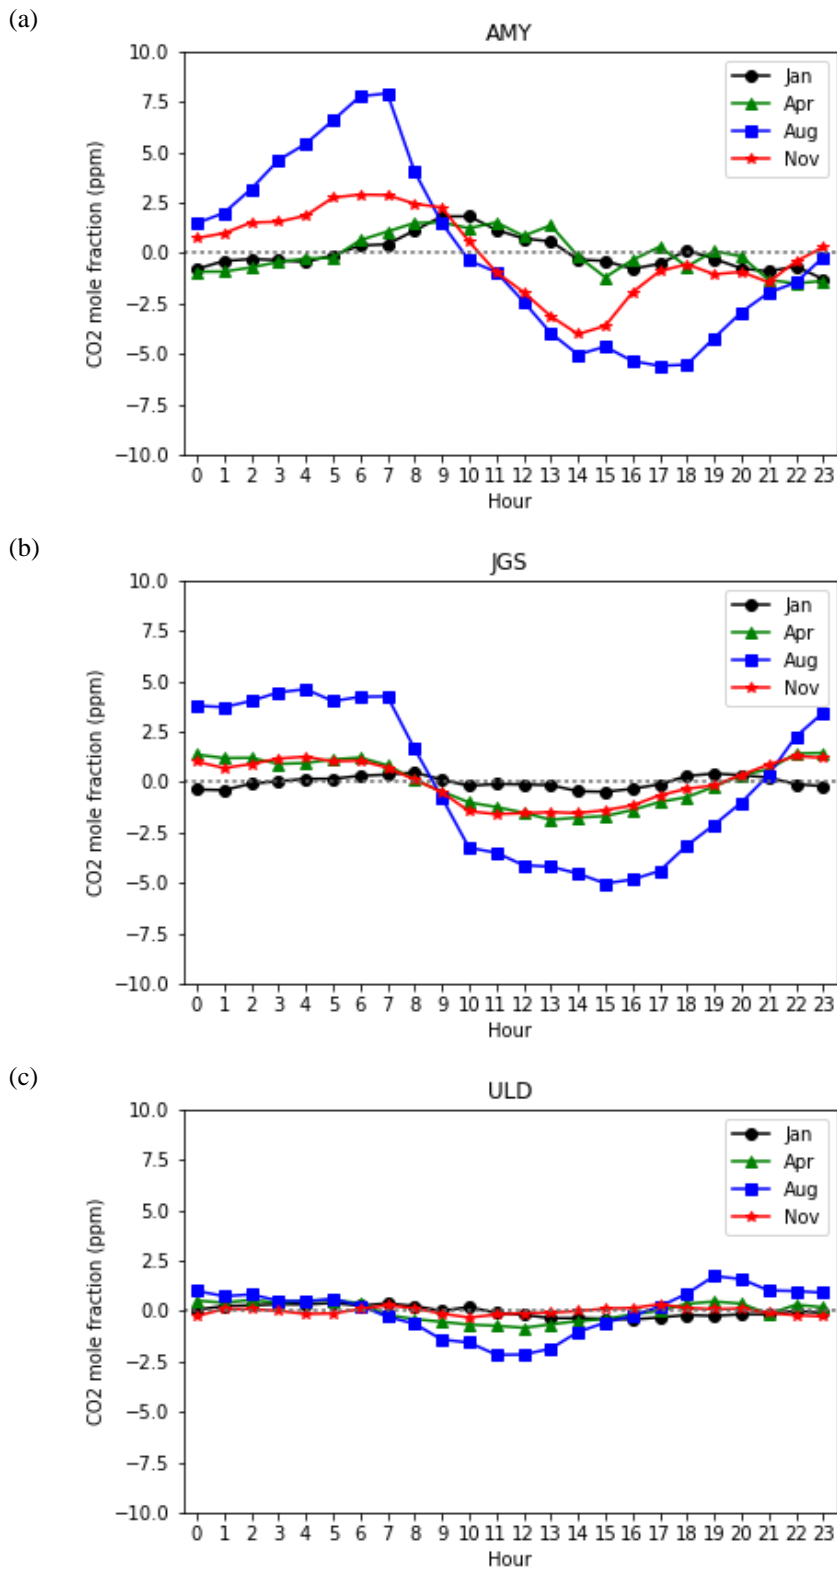 (a)
AMY
10.0
7.5
5.0
2.5
0.0
−2.5
−5.0
−7.5
−10.0
CO2 mole fraction (ppm)
Jan
Apr
Aug
Nov
0 1 2 3 4 5 6 7 8 9 10 11 12 13 14 15 16 17 18 19 20 21 22 23
Hour
(b)
JGS
10.0
7.5
5.0
2.5
0.0
−2.5
−5.0
−7.5
−10.0
CO2 mole fraction (ppm)
Jan
Apr
Aug
Nov
0 1 2 3 4 5 6 7 8 9 10 11 12 13 14 15 16 17 18 19 20 21 22 23
Hour
(c)
ULD
10.0
7.5
5.0
2.5
0.0
−2.5
−5.0
−7.5
−10.0
CO2 mole fraction (ppm)
Jan
Apr
Aug
Nov
0 1 2 3 4 5 6 7 8 9 10 11 12 13 14 15 16 17 18 19 20 21 22 23
Hour